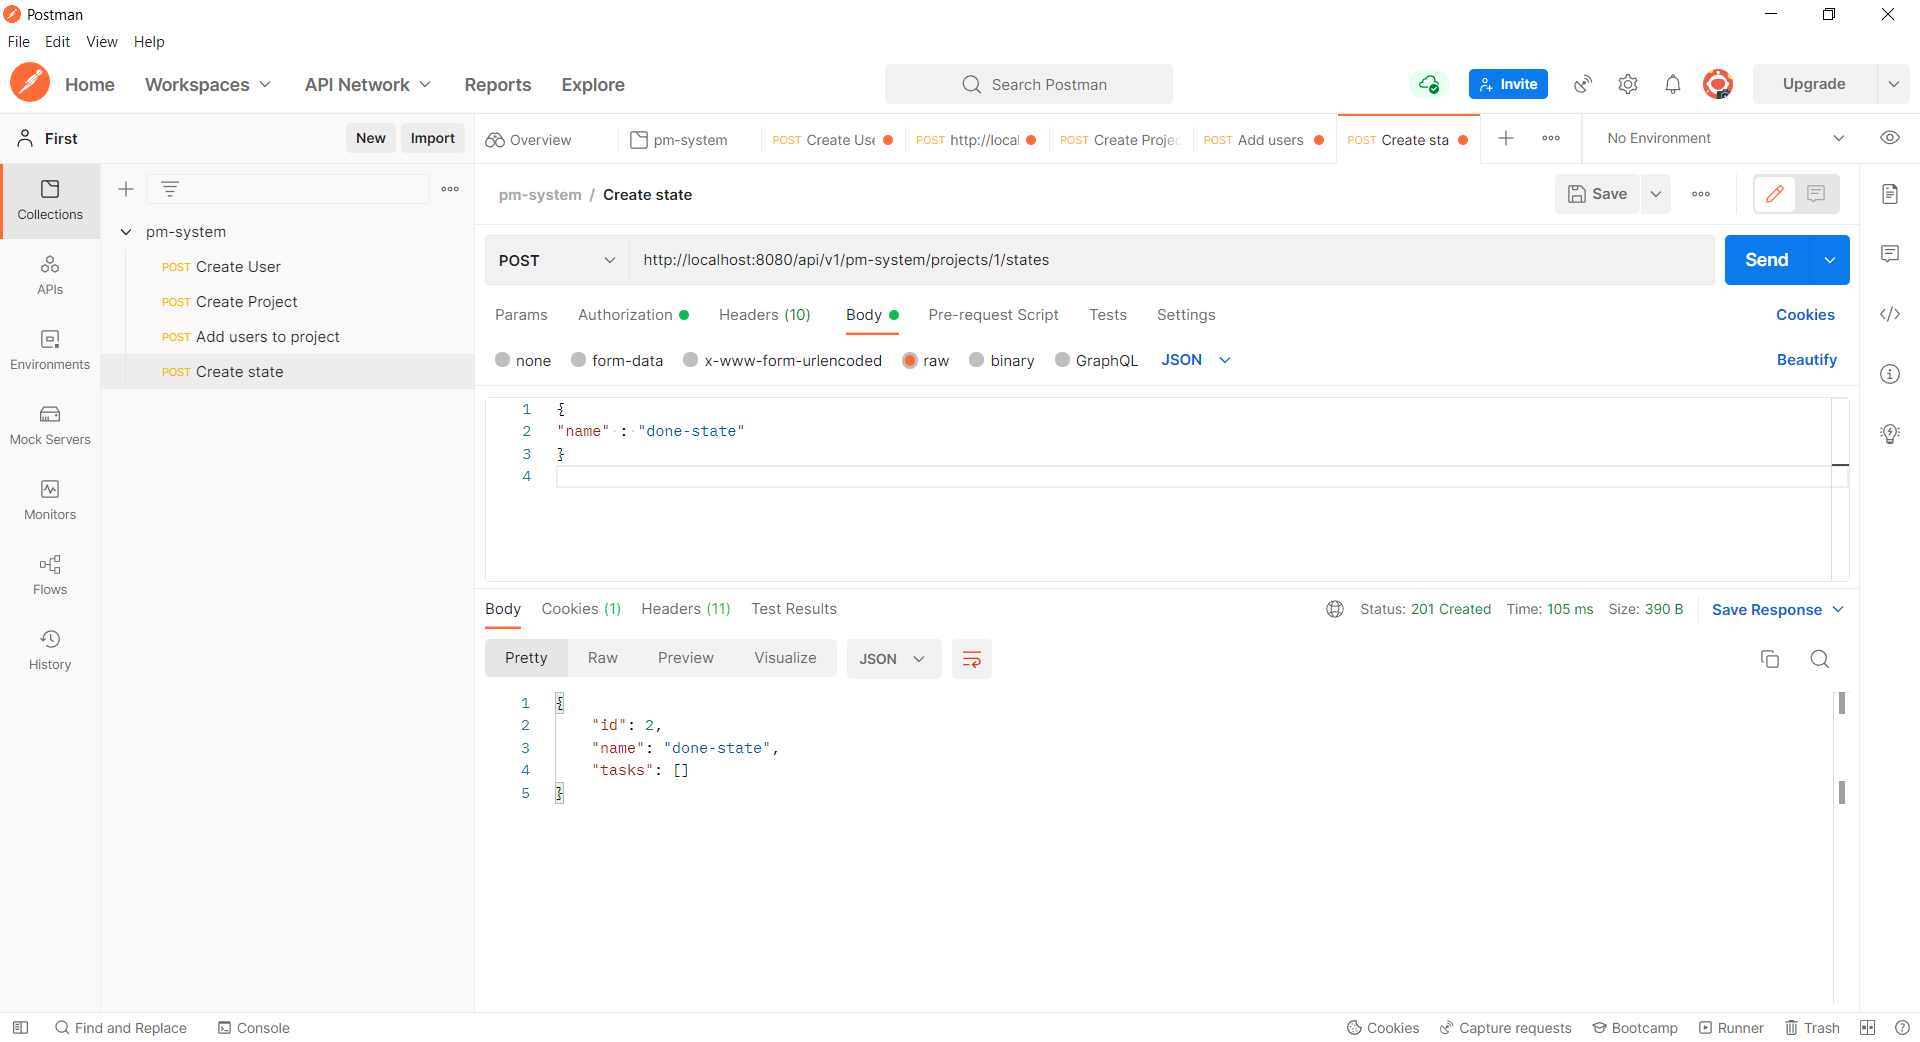 Postman
File Edit View Help
Home Workspaces API Network Reports Explore Search Postman Invite Upgrade
First New Import Overview pm-system POST Create Use POST http://local POST Create Projec POST Add users POST Create sta No Environment
pm-system / Create state Save
Collections
APIs
Environments
Mock Servers
Monitors
Flows
History
pm-system
POST Create User
POST Create Project
POST Add users to project
POST Create state
POST http://localhost:8080/api/v1/pm-system/projects/1/states Send
Params Authorization Headers (10) Body Pre-request Script Tests Settings Cookies
none form-data x-www-form-urlencoded raw binary GraphQL JSON Beautify
1 {
2 "name" : "done-state"
3 }
4
Body Cookies (1) Headers (11) Test Results Status: 201 Created Time: 105 ms Size: 390 B Save Response
Pretty Raw Preview Visualize JSON
1 {
2 "id": 2,
3 "name": "done-state",
4 "tasks": []
5 }
Find and Replace Console Cookies Capture requests Bootcamp Runner Trash